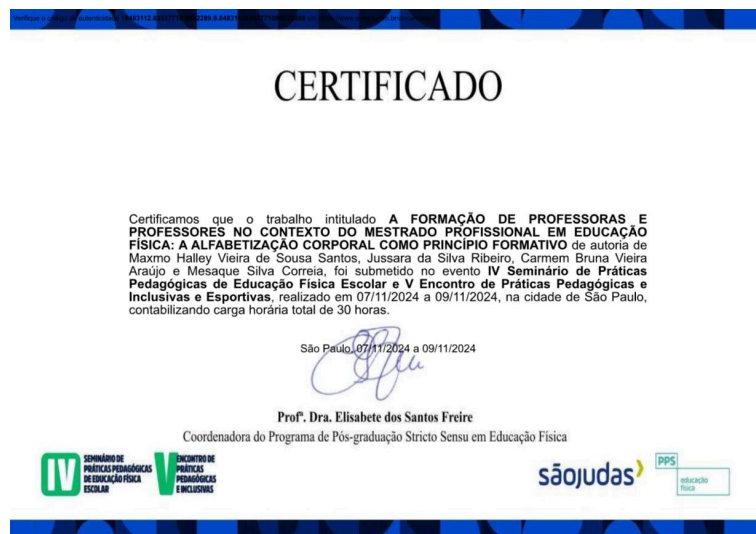 Verifique o código de autenticidade
CERTIFICADO
Certificamos que o trabalho intitulado A FORMAÇÃO DE PROFESSORAS E
PROFESSORES NO CONTEXTO DO MESTRADO PROFISSIONAL EM EDUCAÇÃO
FÍSICA: A ALFABETIZAÇÃO CORPORAL COMO PRINCÍPIO FORMATIVO de autoria de
Maxmo Halley Vieira de Sousa Santos, Jussara da Silva Ribeiro, Carmem Bruna Vieira
Araújo e Mesaque Silva Correia, foi submetido no evento IV Seminário de Práticas
Pedagógicas de Educação Física Escolar e V Encontro de Práticas Pedagógicas e
Inclusivas e Esportivas, realizado em 07/11/2024 a 09/11/2024, na cidade de São Paulo,
contabilizando carga horária total de 30 horas.
São Paulo, 07/11/2024 a 09/11/2024
Profª. Dra. Elisabete dos Santos Freire
Coordenadora do Programa de Pós-graduação Stricto Sensu em Educação Física
IV
SEMINÁRIO DE
PRÁTICAS PEDAGÓGICAS
DE EDUCAÇÃO FÍSICA
ESCOLAR
V
ENCONTRO DE
PRÁTICAS
PEDAGÓGICAS
E INCLUSIVAS
sãojudas
PPS
educação
física